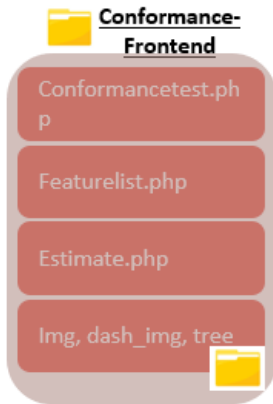 Conformance-
Frontend
Conformancetest.ph
p
Featurelist.php
Estimate.php
Img, dash_img, tree